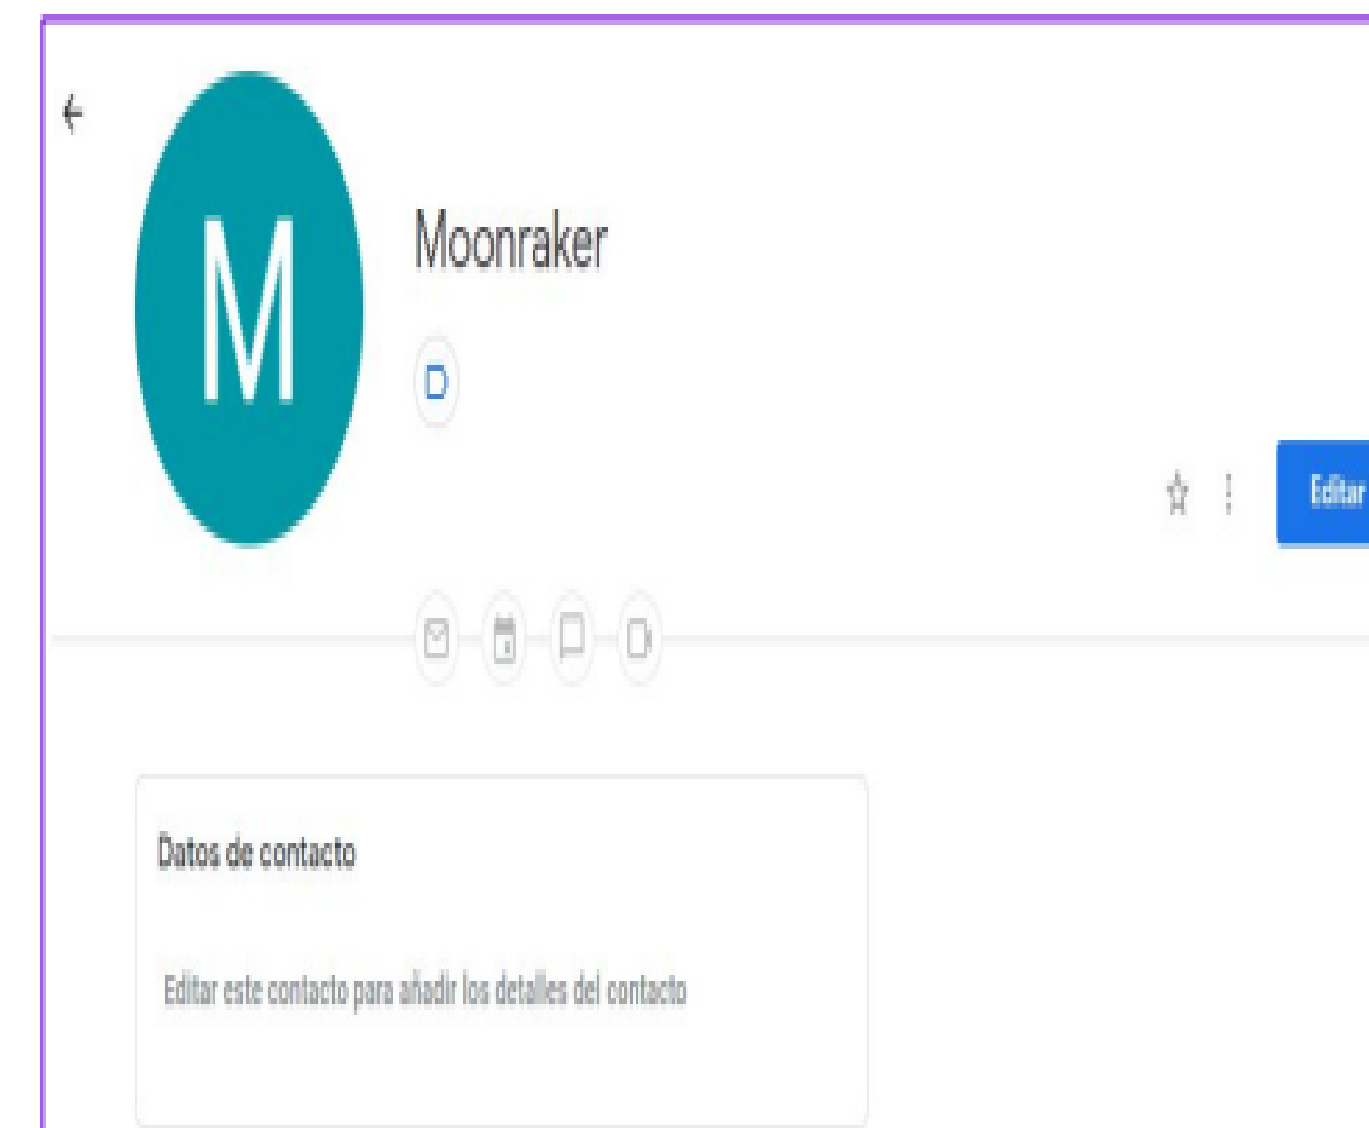 M
Moonraker
Editar
Datos de contacto
Editar este contacto para añadir los detalles del contacto